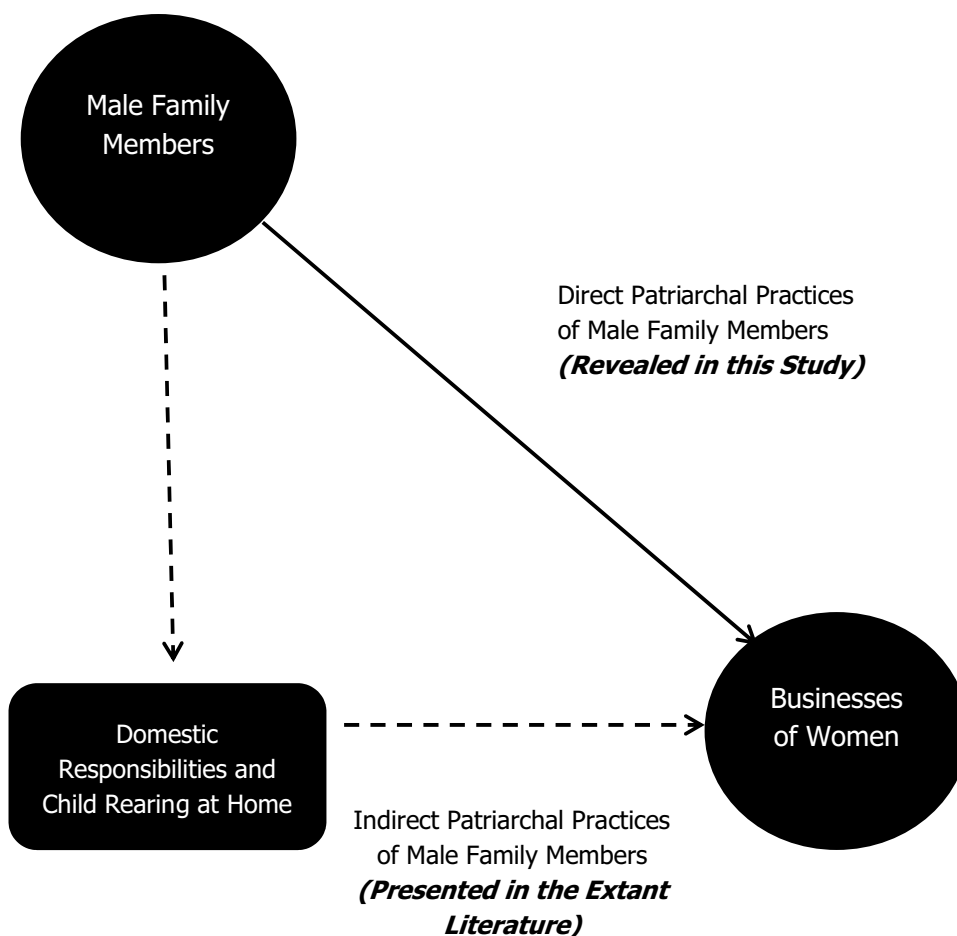 Male Family
Members
Direct Patriarchal Practices
of Male Family Members
(Revealed in this Study)
Businesses
of Women
Domestic
Responsibilities and
Child Rearing at Home
Indirect Patriarchal Practices
of Male Family Members
(Presented in the Extant
Literature)